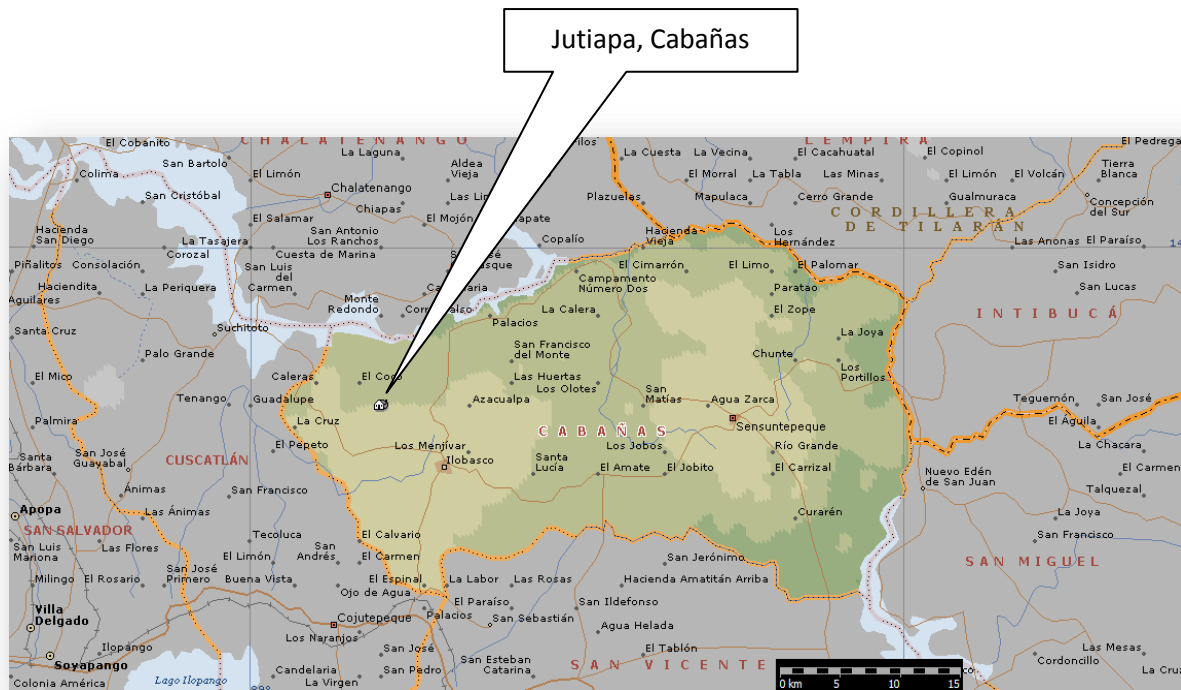 Jutiapa, Cabañas
El Cobanito
CHALATENANGO
LEMPIRA
El Pedrega
San Bartolo
La Laguna
Aldea
Vieja
La Cuesta
La Vecina
El Cacahuatal
El Copinol
Tierra
Blanca
Colima
El Limón
Chalatenango
El Morral
La Tabla
Las Minas
El Limón
El Volcán
San Cristóbal
Chiapas
Plazuelas
Mapulaca
Cerro Grande
Gualmuraca
Concepción
del Sur
El Salamar
El Mojón
CORDILLERA
DE TILARÁN
Hacienda
San Diego
La Tasajera
San Antonio
Los Ranchos
Copalío
Hacienda
Vieja
Los
Hernández
Las Anonas
El Paraíso
Corozal
Cuesta de Marina
Piñalitos
Consolación
San Luis
del
Carmen
El Cimarrón
El Limo
El Palomar
San Isidro
Haciendita
La Periquera
Campamento
Número Dos
Paratao
San Lucas
Aguilares
Monte
Redondo
Palacios
La Calera
El Zope
INTIBUCÁ
Santa Cruz
Suchitoto
La Joya
Palo Grande
San Francisco
del Monte
Chunte
Los
Portillos
El Mico
Caleras
El Coco
Las Huertas
Los Olotes
San
Matías
Agua Zarca
Tenango
Guadalupe
Azacualpa
Teguemón
San José
Palmira
La Cruz
CABAÑAS
Sensuntepeque
El Águila
El Pepeto
Los Menívar
Los Jobos
Río Grande
La Chacara
Santa
Bárbara
San José
Guayabal
CUSCATLÁN
Ilobasco
Santa
Lucía
El Amate
El Jobito
El Carrizal
Nuevo Edén
de San Juan
El Carmen
Ánimas
San Francisco
Talquezal
Apopa
Las Ánimas
Curarén
La Joya
SAN SALVADOR
Tecoluca
El Calvario
San Francisco
San Luis
Mariona
Las Flores
El Limón
San
Andrés
El Carmen
San Jerónimo
SAN MIGUEL
Milingo
El Rosario
San José
Primero
Buena Vista
El Espinal
La Labor
Las Rosas
Hacienda Amatitán Arriba
Ojo de Agua
Villa
Delgado
Cojutepeque
El Paraíso
Palacios
San Ildefonso
San Sebastián
Los Naranjos
Agua Helada
Ilopango
San José
El Tablón
Las Mesas
Soyapango
Candelaria
San Pedro
San Esteban
Catarina
SAN VICENTE
Cordoncillo
La Cruz
Colonia América
Lago Ilopango
La Virgen
0 km 5 10 15